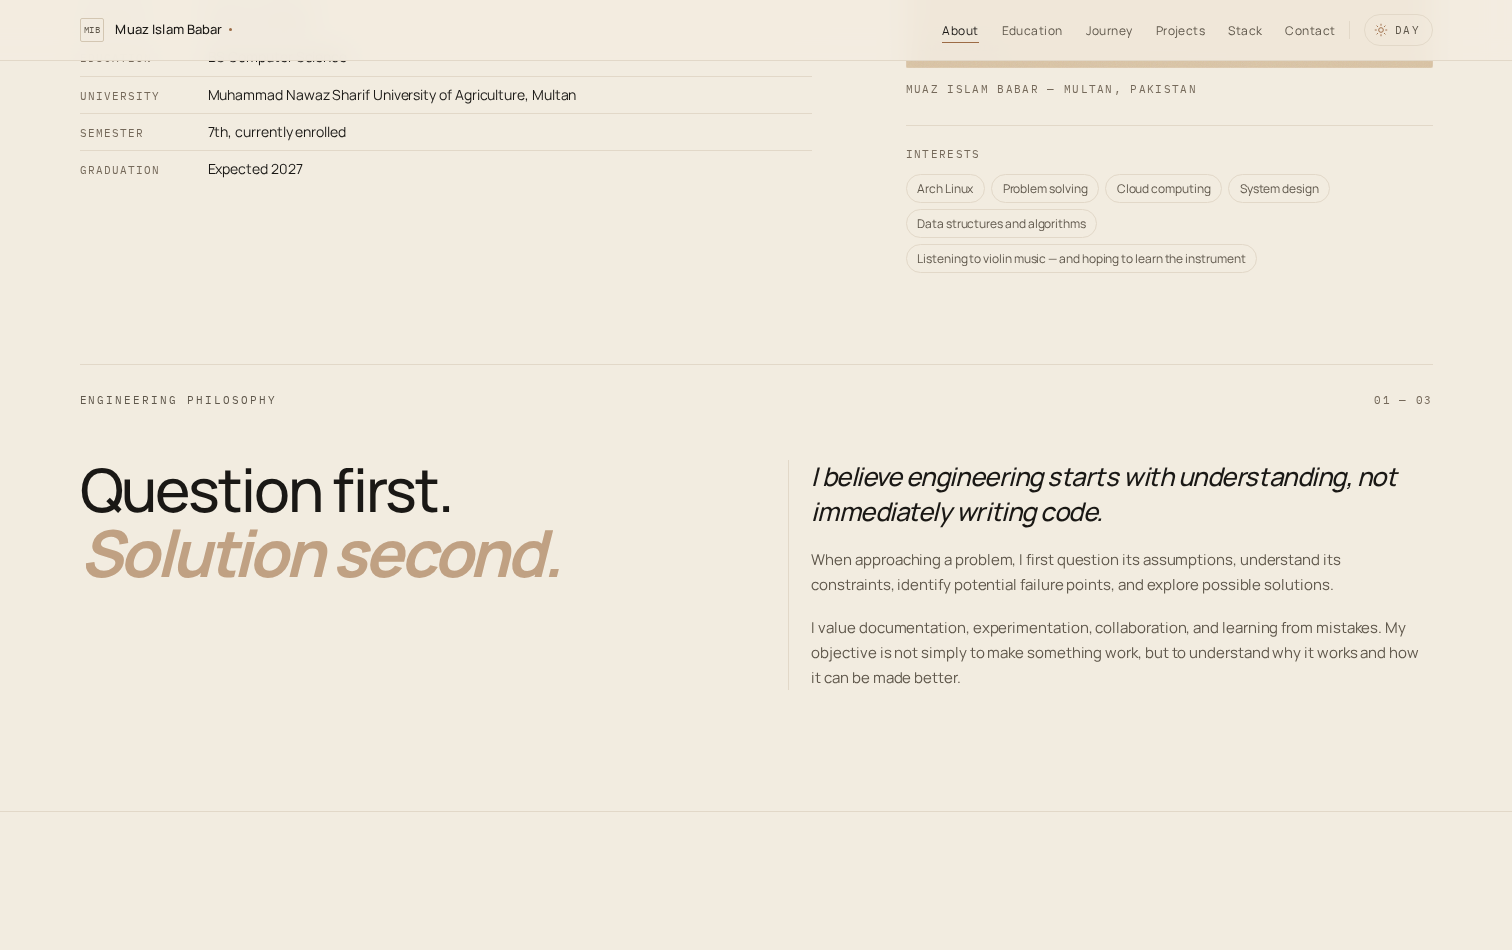 MIB
Muaz Islam Babar •
About Education Journey Projects Stack Contact
DAY
UNIVERSITY Muhammad Nawaz Sharif University of Agriculture, Multan
SEMESTER 7th, currently enrolled
GRADUATION Expected 2027
MUAZ ISLAM BABAR — MULTAN, PAKISTAN
INTERESTS
Arch Linux Problem solving Cloud computing System design
Data structures and algorithms
Listening to violin music — and hoping to learn the instrument
ENGINEERING PHILOSOPHY
01 — 03
Question first.
Solution second.
I believe engineering starts with understanding, not
immediately writing code.
When approaching a problem, I first question its assumptions, understand its
constraints, identify potential failure points, and explore possible solutions.
I value documentation, experimentation, collaboration, and learning from mistakes. My
objective is not simply to make something work, but to understand why it works and how
it can be made better.